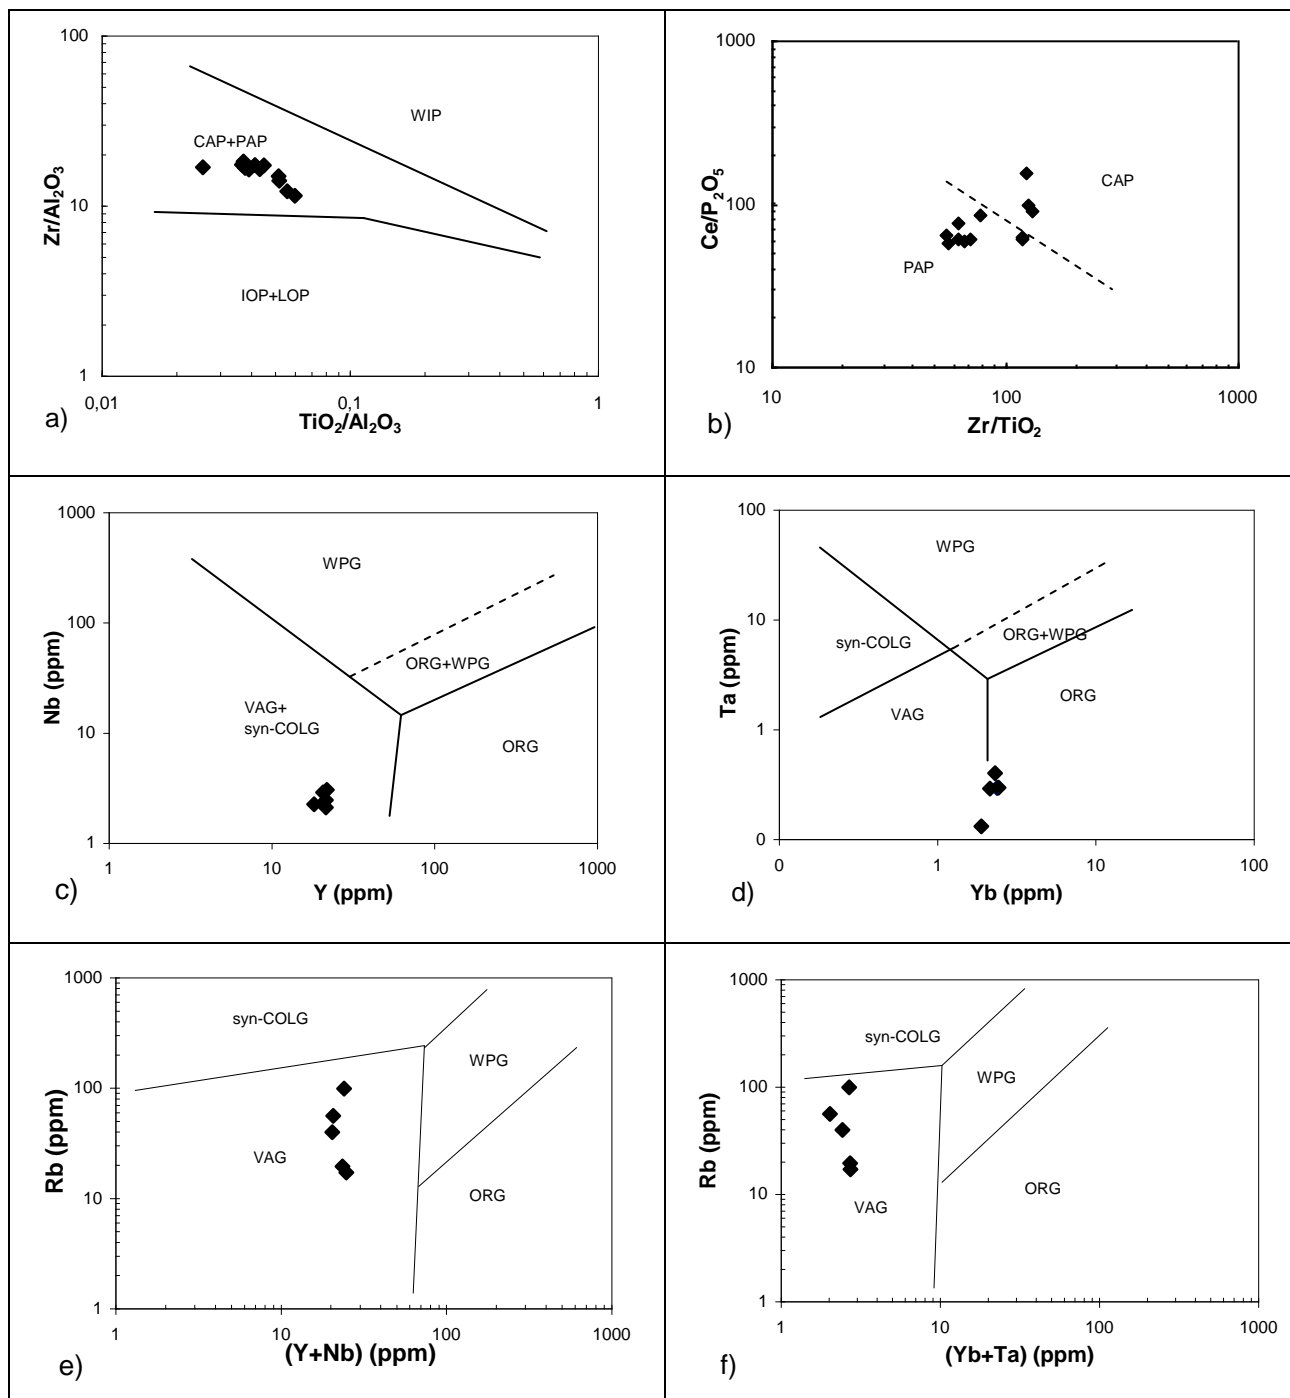 100
10
1
0,01
0,1
1
Zr/Al₂O₃
TiO₂/Al₂O₃
WIP
CAP+PAP
IOP+LOP
a)
1000
100
10
10
100
1000
Ce/P₂O₅
Zr/TiO₂
CAP
PAP
b)
1000
100
10
1
1
10
100
1000
Nb (ppm)
Y (ppm)
WPG
ORG+WPG
VAG+
syn-COLG
ORG
c)
100
10
1
0
0
1
10
100
Ta (ppm)
Yb (ppm)
WPG
syn-COLG
ORG+WPG
VAG
ORG
d)
1000
100
10
1
1
10
100
1000
Rb (ppm)
(Y+Nb) (ppm)
syn-COLG
WPG
VAG
ORG
e)
1000
100
10
1
1
10
100
1000
Rb (ppm)
(Yb+Ta) (ppm)
syn-COLG
WPG
VAG
ORG
f)